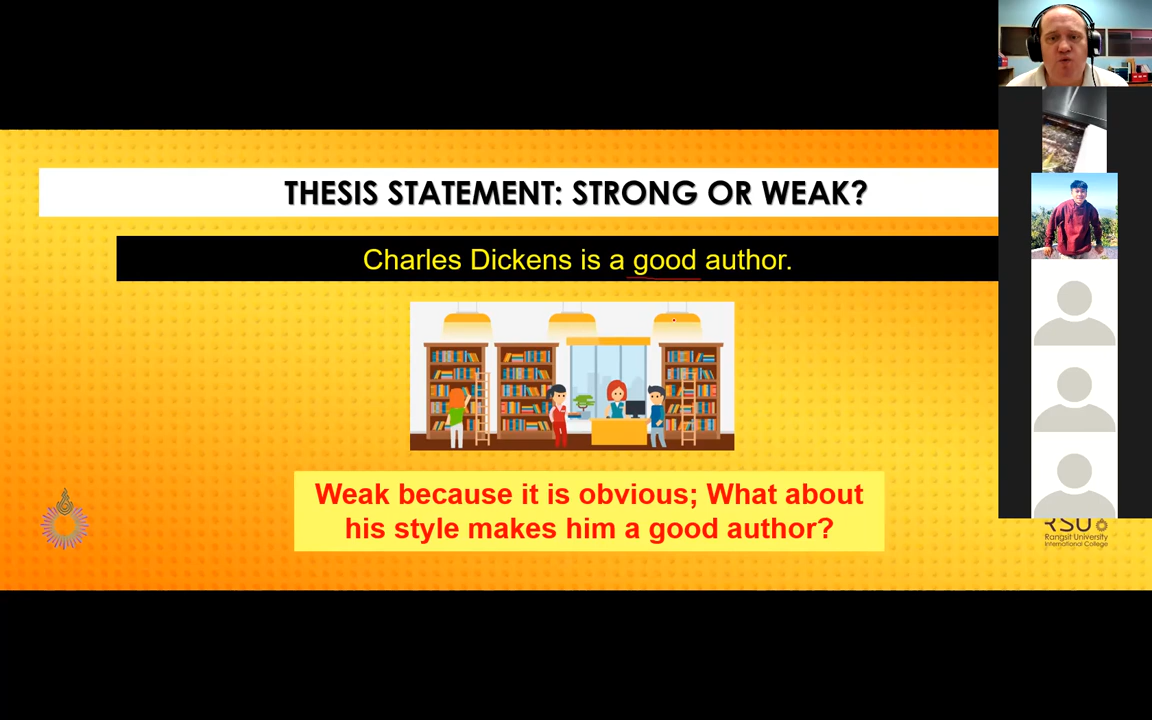 THESIS STATEMENT: STRONG OR WEAK?
Charles Dickens is a good author.
Weak because it is obvious; What about
his style makes him a good author?
RSU
Rangsit University
International College